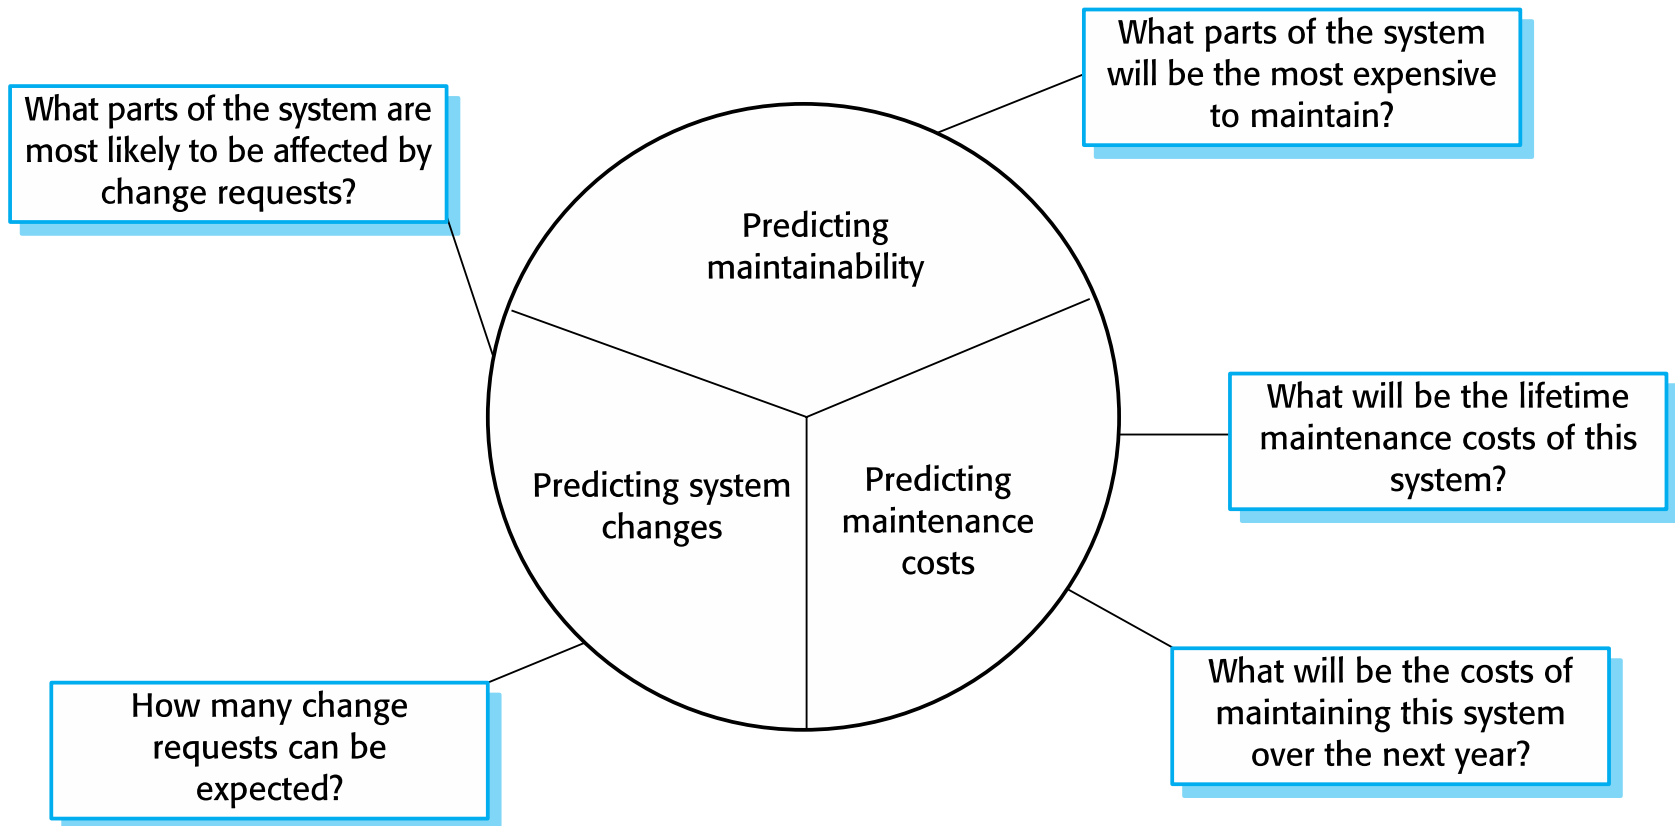 What parts of the system
will be the most expensive
to maintain?
What parts of the system are
most likely to be affected by
change requests?
Predicting
maintainability
What will be the lifetime
maintenance costs of this
system?
Predicting system
changes
Predicting
maintenance
costs
What will be the costs of
maintaining this system
over the next year?
How many change
requests can be
expected?